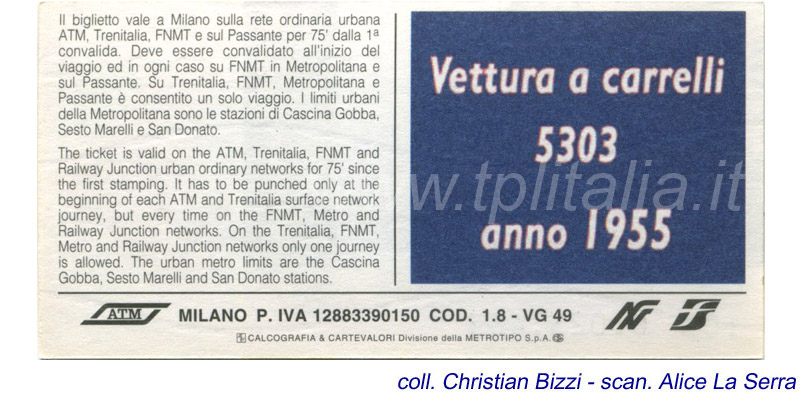 Il biglietto vale a Milano sulla rete ordinaria urbana
ATM, Trenitalia, FNMT e sul Passante per 75' dalla 1ª
convalida. Deve essere convalidato all'inizio del
viaggio ed in ogni caso su FNMT in Metropolitana e
sul Passante. Su Trenitalia, FNMT, Metropolitana e
Passante è consentito un solo viaggio. I limiti urbani
della Metropolitana sono le stazioni di Cascina Gobba,
Sesto Marelli e San Donato.
The ticket is valid on the ATM, Trenitalia, FNMT and
Railway Junction urban ordinary networks for 75' since
the first stamping. It has to be punched only at the
beginning of each ATM and Trenitalia surface network
journey, but every time on the FNMT, Metro and
Railway Junction networks. On the Trenitalia, FNMT,
Metro and Railway Junction networks only one journey
is allowed. The urban metro limits are the Cascina
Gobba, Sesto Marelli and San Donato stations.
Vettura a carrelli
5303
anno 1955
www.tplitalia.it
ATM MILANO P. IVA 12883390150 COD. 1.8 - VG 49
CALCOGRAFIA & CARTEVALORI Divisione della METROTIPO S.p.A.
coll. Christian Bizzi - scan. Alice La Serra